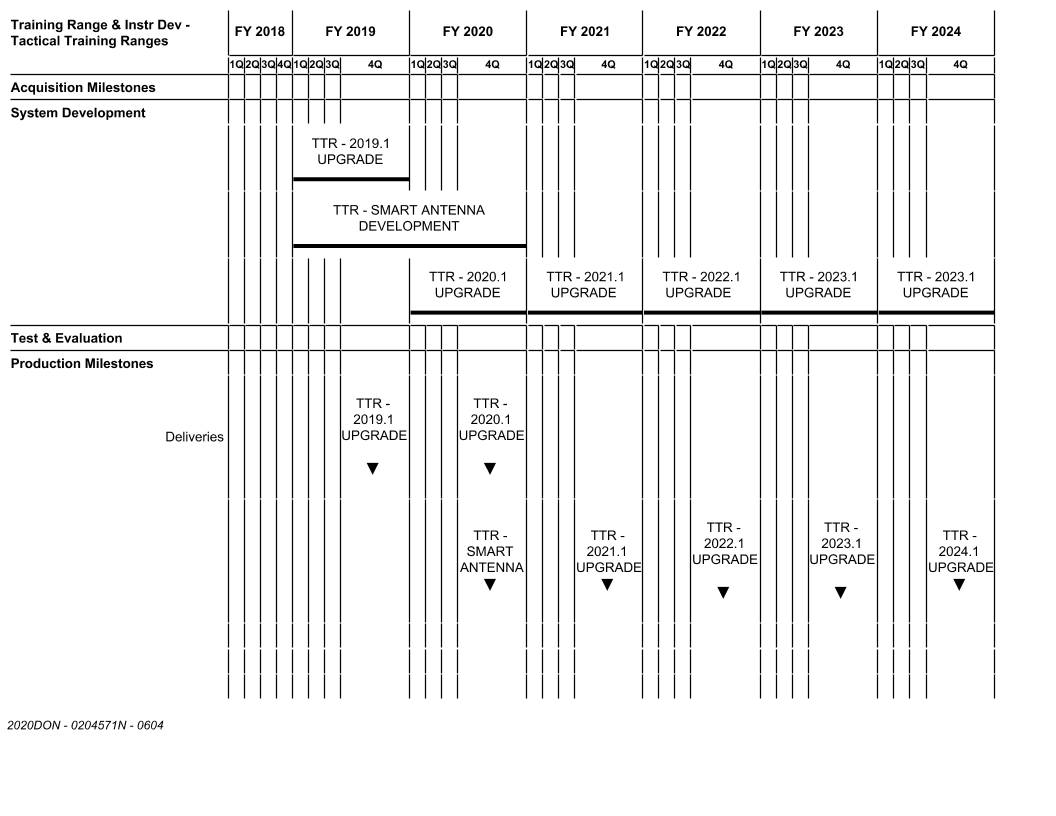 Training Range & Instr Dev -
Tactical Training Ranges
FY 2018 FY 2019 FY 2020 FY 2021 FY 2022 FY 2023 FY 2024
1Q 2Q 3Q 4Q 1Q 2Q 3Q 4Q 1Q 2Q 3Q 4Q 1Q 2Q 3Q 4Q 1Q 2Q 3Q 4Q 1Q 2Q 3Q 4Q 1Q 2Q 3Q 4Q
Acquisition Milestones
System Development
TTR - 2019.1
UPGRADE
TTR - SMART ANTENNA
DEVELOPMENT
TTR - 2020.1
UPGRADE
TTR - 2021.1
UPGRADE
TTR - 2022.1
UPGRADE
TTR - 2023.1
UPGRADE
TTR - 2023.1
UPGRADE
Test & Evaluation
Production Milestones
Deliveries
TTR -
2019.1
UPGRADE
TTR -
2020.1
UPGRADE
TTR -
SMART
ANTENNA
TTR -
2021.1
UPGRADE
TTR -
2022.1
UPGRADE
TTR -
2023.1
UPGRADE
TTR -
2024.1
UPGRADE
2020DON - 0204571N - 0604